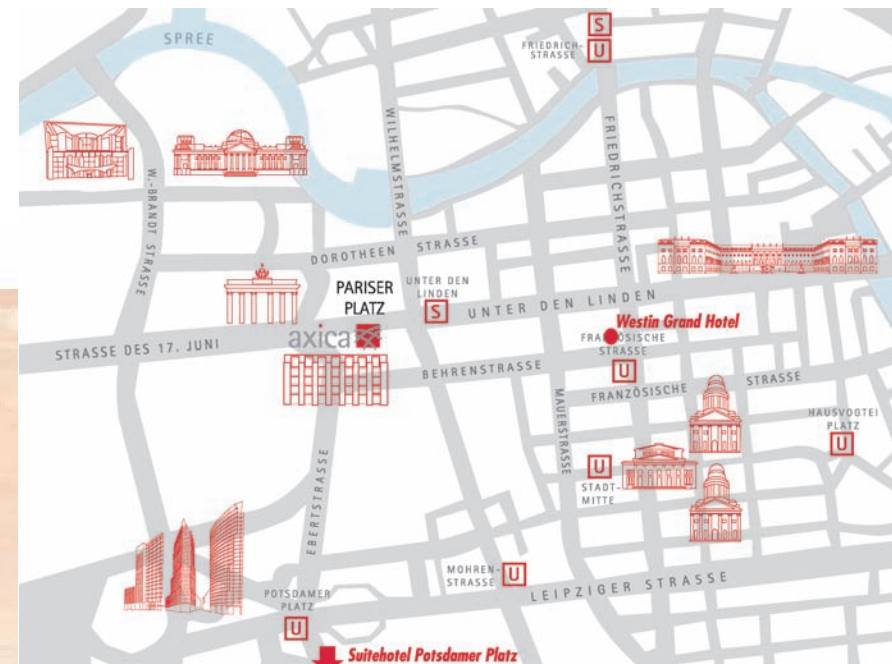 SPREE
S
U
FRIEDRICH-
STRASSE
WILHELMSTRASSE
FRIEDRICHSTRASSE
W.-BRANDT STRASSE
DOROTHEEN STRASSE
PARISER
PLATZ
UNTER DEN
LINDEN
S
UNTER DEN LINDEN
axica
STRASSE DES 17. JUNI
Westin Grand Hotel
FRANZÖSISCHE
STRASSE
U
BEHRENSTRASSE
FRANZÖSISCHE STRASSE
MAUERSTRASSE
HAUSVOGTEI
PLATZ
U
U
STADT-
MITTE
EBERTSTRASSE
MOHREN-
STRASSE
U
LEIPZIGER STRASSE
POTSDAMER
PLATZ
U
Suitehotel Potsdamer Platz